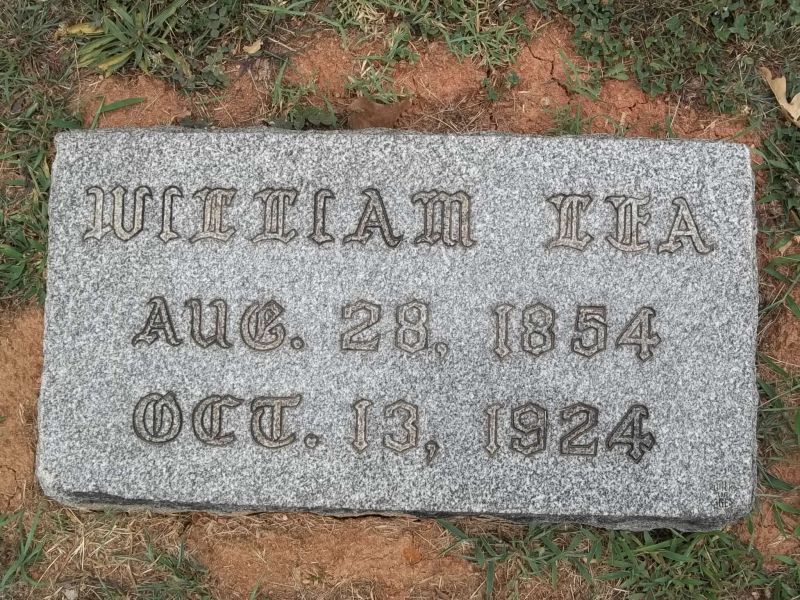 WILLIAM LEA
AUG. 28, 1854
OCT. 13, 1924